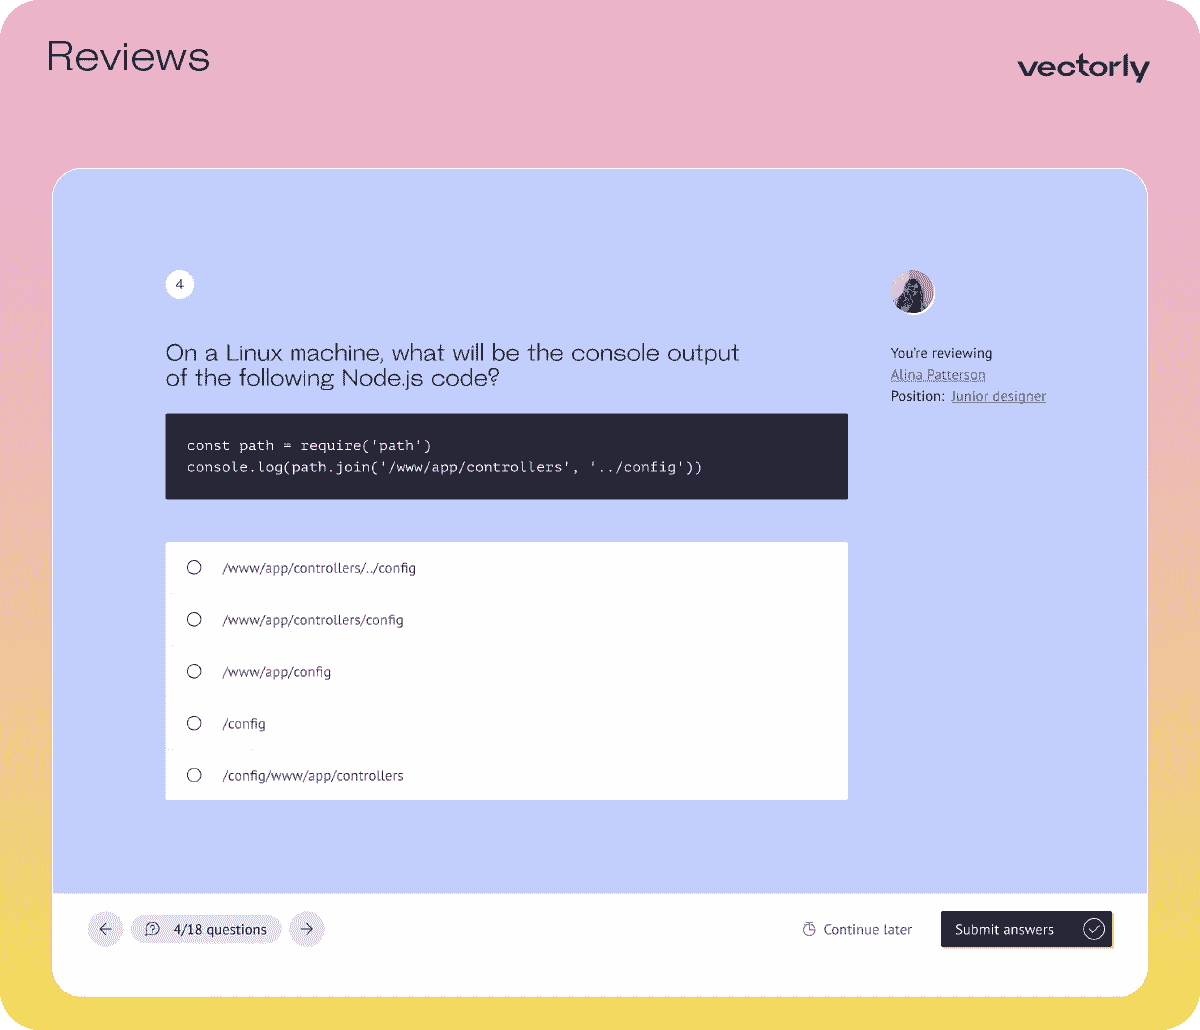 Reviews
vectorly
4
On a Linux machine, what will be the console output
of the following Node.js code?
const path = require('path')
console.log(path.join('/www/app/controllers', ‘../config'))
/www/app/controllers/../config
/www/app/controllers/config
/www/app/config
/config
/config/www/app/controllers
You're reviewing
Alina Patterson
Position: Junior designer
4/18 questions
Continue later
Submit answers